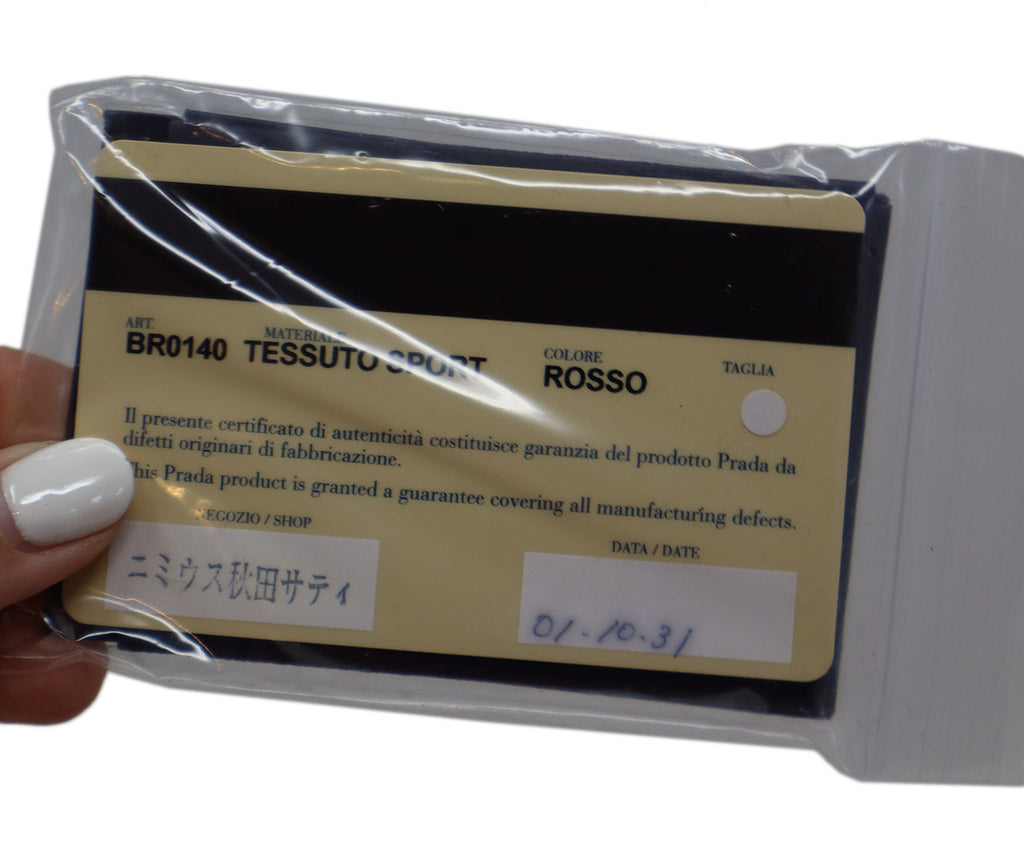 ART. MATERIALE COLORE TAGLIA
BR0140 TESSUTO SPORT ROSSO
Il presente certificato di autenticità costituisce garanzia del prodotto Prada da
difetti originari di fabbricazione.
This Prada product is granted a guarantee covering all manufacturing defects.
NEGOZIO / SHOP DATA / DATE
ニミウス秋田サティ 01.10.31